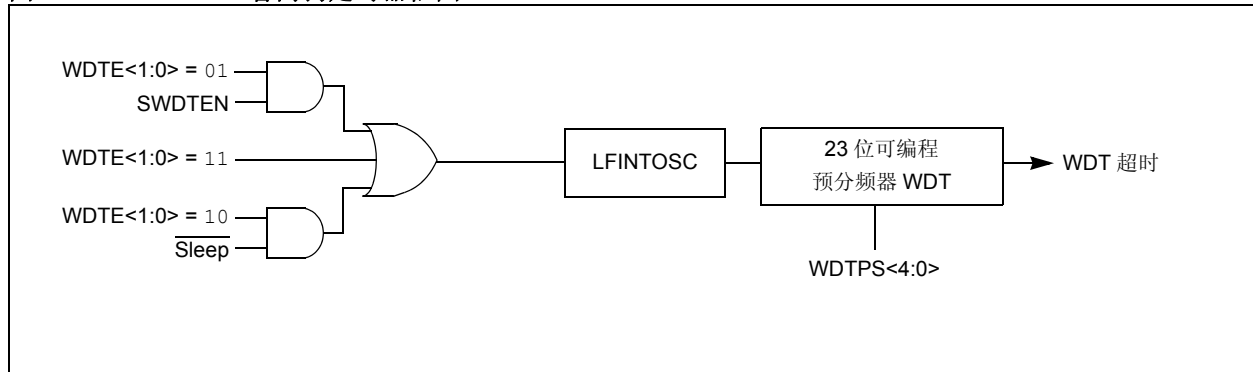 WDTE<1:0> = 01
SWDTEN
WDTE<1:0> = 11
WDTE<1:0> = 10
Sleep
LFINTOSC
23 位可编程
预分频器 WDT
WDT 超时
WDTPS<4:0>